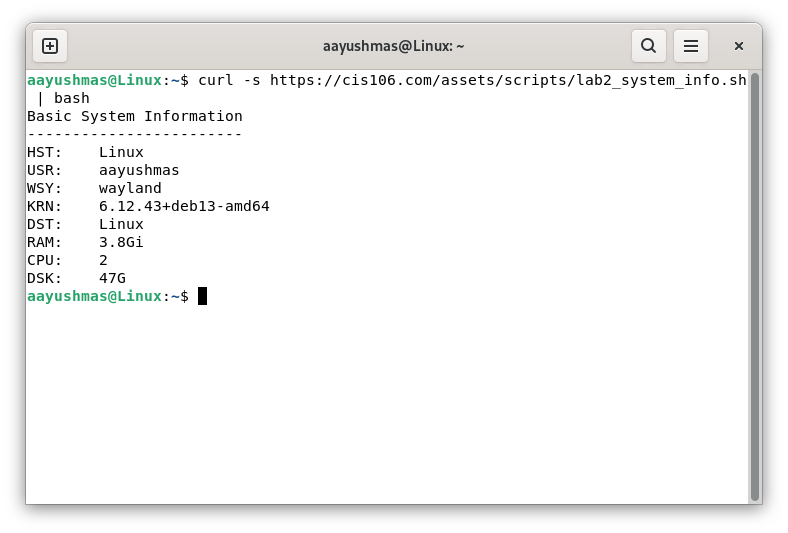 aayushmas@Linux: ~
aayushmas@Linux:~$ curl -s https://cis106.com/assets/scripts/lab2_system_info.sh
 | bash
Basic System Information
------------------------
HST:    Linux
USR:    aayushmas
WSY:    wayland
KRN:    6.12.43+deb13-amd64
DST:    Linux
RAM:    3.8Gi
CPU:    2
DSK:    47G
aayushmas@Linux:~$